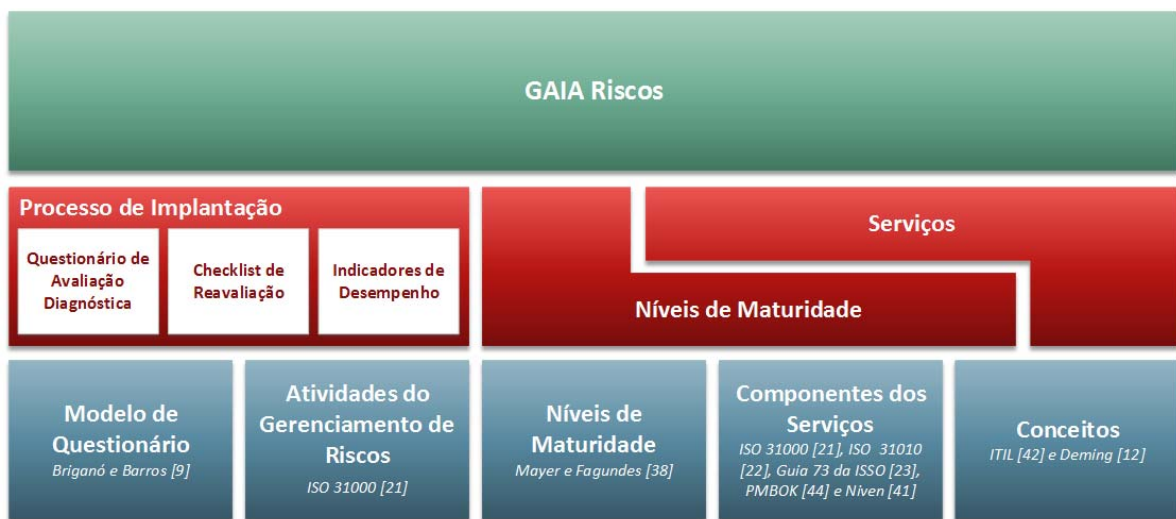 GAIA Riscos
Processo de Implantação
Questionário de
Avaliação
Diagnóstica
Checklist de
Reavaliação
Indicadores de
Desempenho
Serviços
Níveis de Maturidade
Modelo de
Questionário
Briganó e Barros [9]
Atividades do
Gerenciamento de
Riscos
ISO 31000 [21]
Níveis de
Maturidade
Mayer e Fagundes [38]
Componentes dos
Serviços
ISO 31000 [21], ISO 31010
[22], Guia 73 da ISSO [23],
PMBOK [44] e Niven [41]
Conceitos
ITIL [42] e Deming [12]